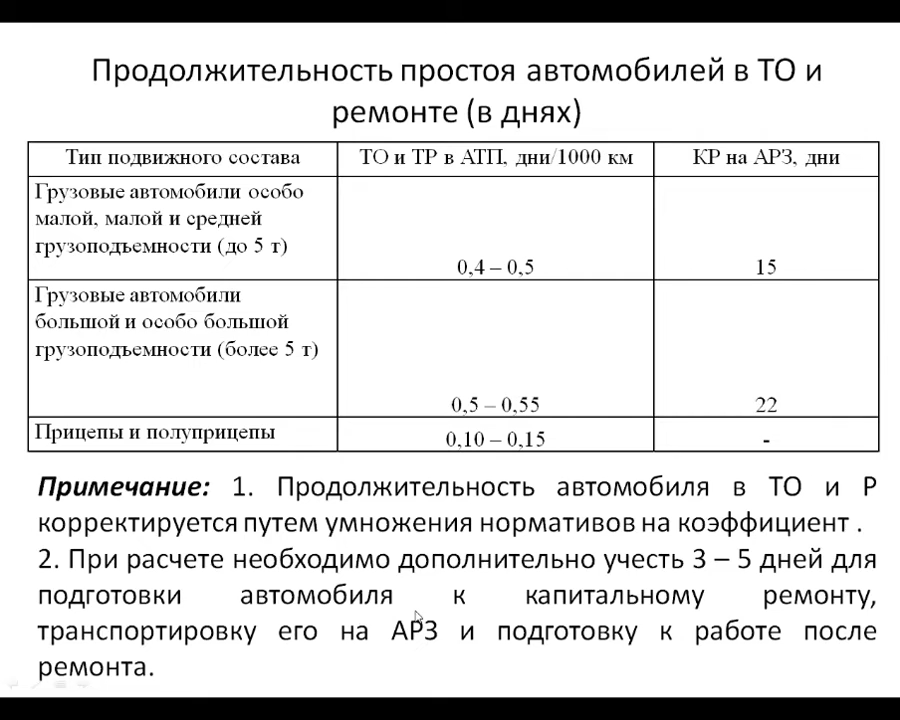 Продолжительность простоя автомобилей в ТО и
ремонте (в днях)
Тип подвижного состава ТО и ТР в АТП, дни/1000 км КР на АРЗ, дни
Грузовые автомобили особо
малой, малой и средней
грузоподъемности (до 5 т)
0,4 – 0,5 15
Грузовые автомобили
большой и особо большой
грузоподъемности (более 5 т)
0,5 – 0,55 22
Прицепы и полуприцепы 0,10 – 0,15 -
Примечание: 1. Продолжительность автомобиля в ТО и Р
корректируется путем умножения нормативов на коэффициент .
2. При расчете необходимо дополнительно учесть 3 – 5 дней для
подготовки автомобиля к капитальному ремонту,
транспортировку его на АРЗ и подготовку к работе после
ремонта.